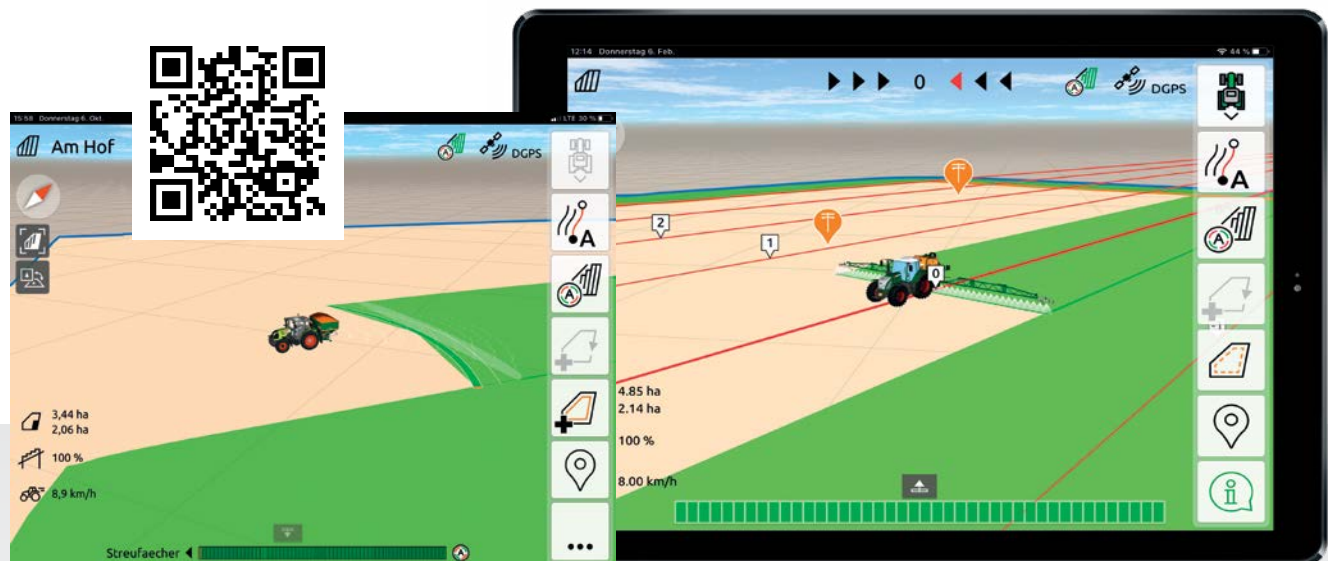 15:58 Donnerstag 6. Okt.
LTE 30 %
Am Hof
DGPS
A
A
3,44 ha
2,06 ha
100 %
8,9 km/h
Streufaecher
A
12:14 Donnerstag 6. Feb.
44 %
0
A
DGPS
A
A
2
1
0
4.85 ha
2.14 ha
100 %
8.00 km/h